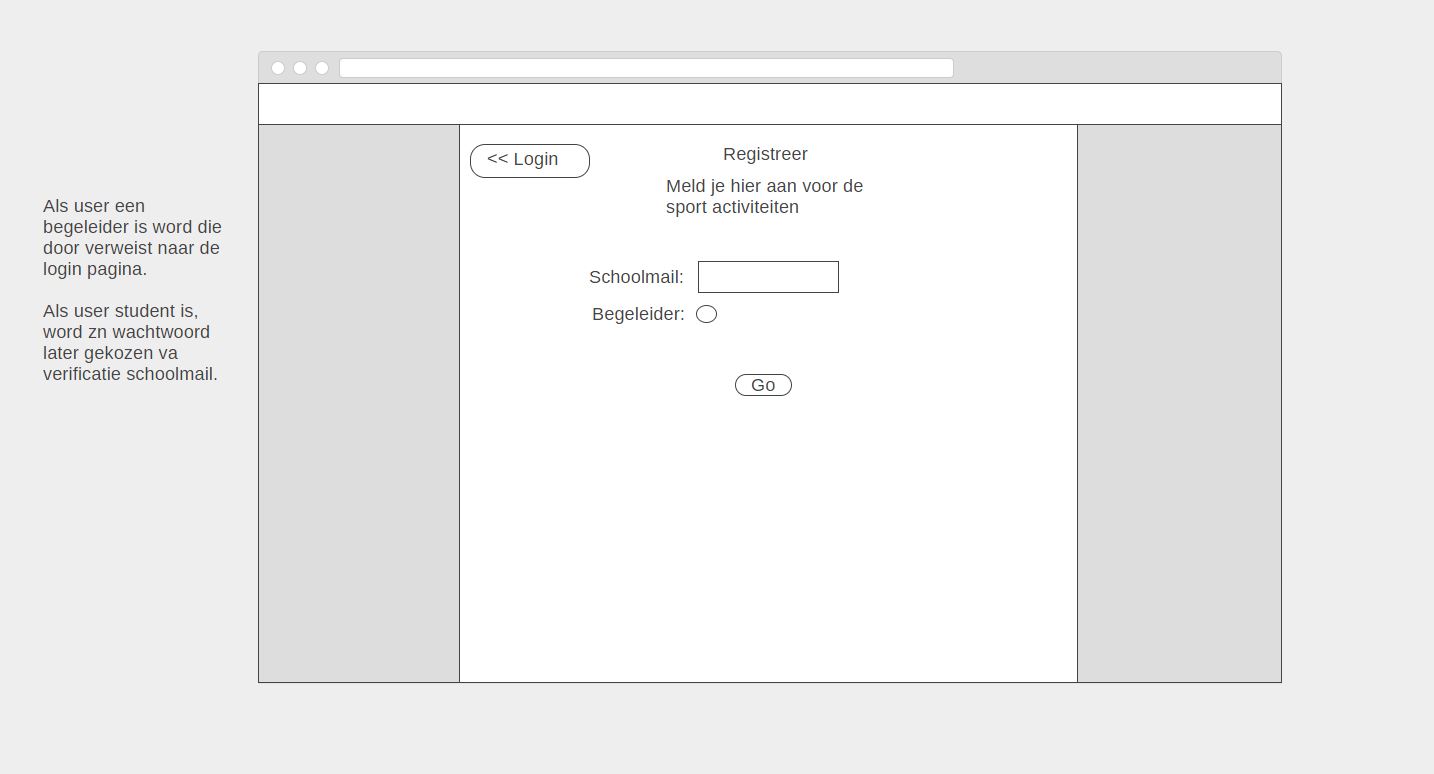 << Login
Registreer
Meld je hier aan voor de
sport activiteiten
Als user een
begeleider is word die
door verweist naar de
login pagina.
Als user student is,
word zn wachtwoord
later gekozen va
verificatie schoolmail.
Schoolmail:
Begeleider:
Go